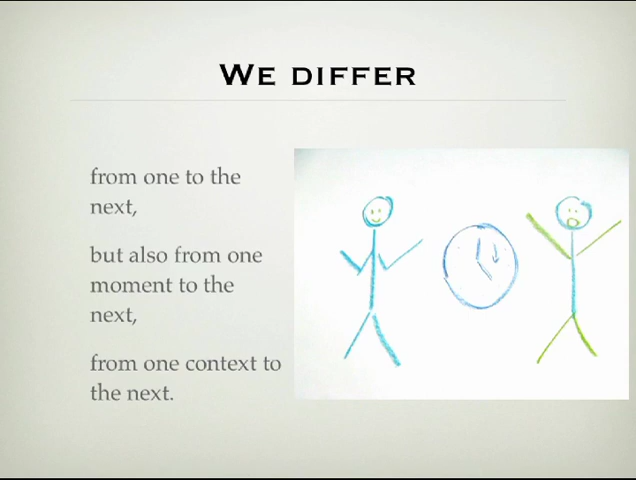 WE DIFFER
from one to the
next,
but also from one
moment to the
next,
from one context to
the next.